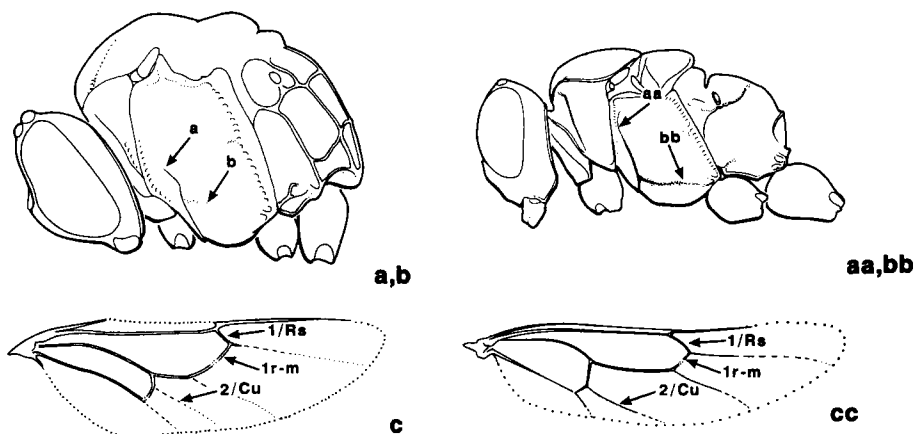 a
b
a,b
aa
bb
aa,bb
1/Rs
1r-m
2/Cu
c
1/Rs
1r-m
2/Cu
cc